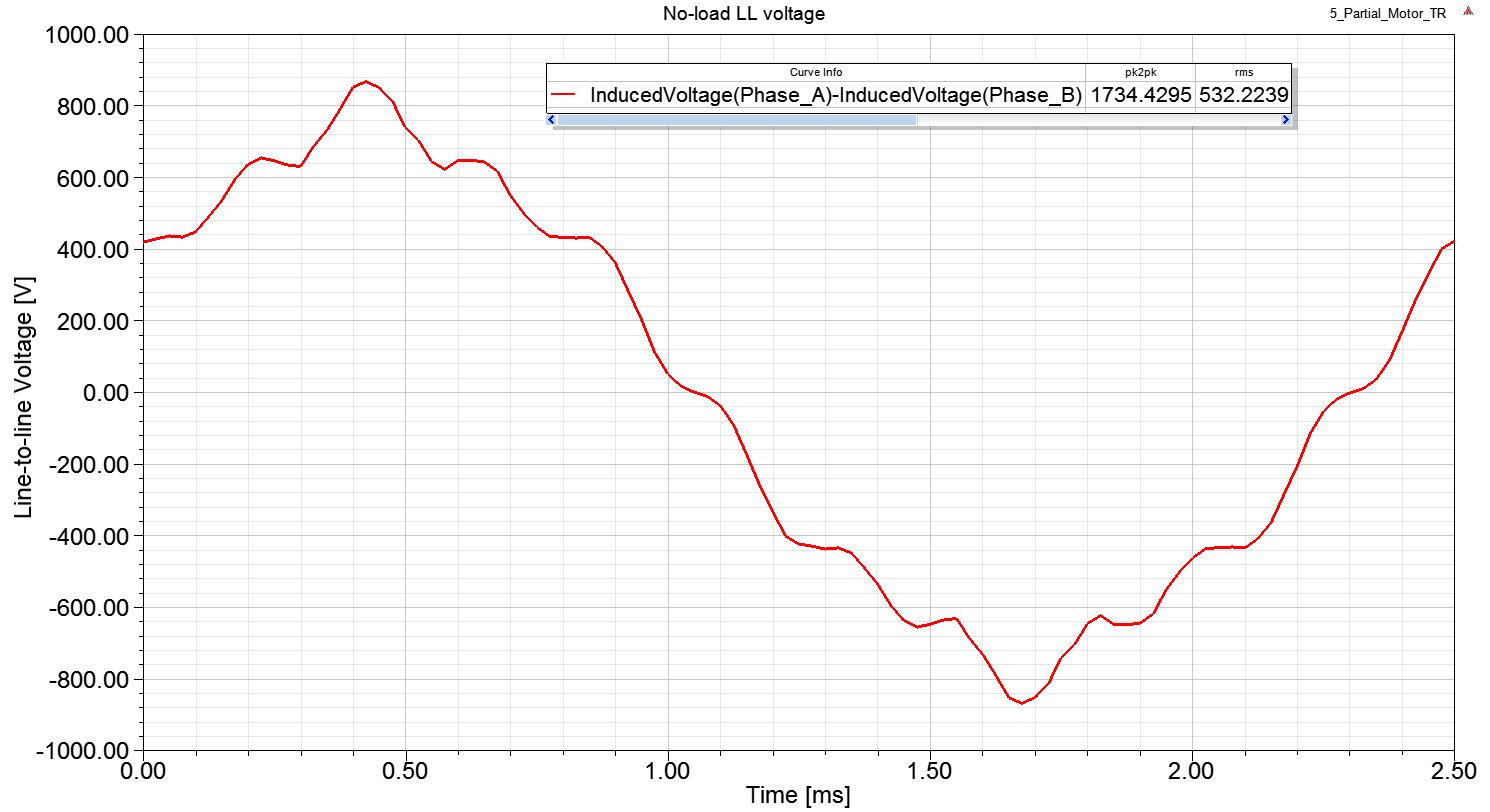 No-load LL voltage
5_Partial_Motor_TR
Curve Info pk2pk rms
InducedVoltage(Phase_A)-InducedVoltage(Phase_B) 1734.4295 532.2239
Line-to-line Voltage [V]
1000.00
800.00
600.00
400.00
200.00
0.00
-200.00
-400.00
-600.00
-800.00
-1000.00
0.00 0.50 1.00 1.50 2.00 2.50
Time [ms]